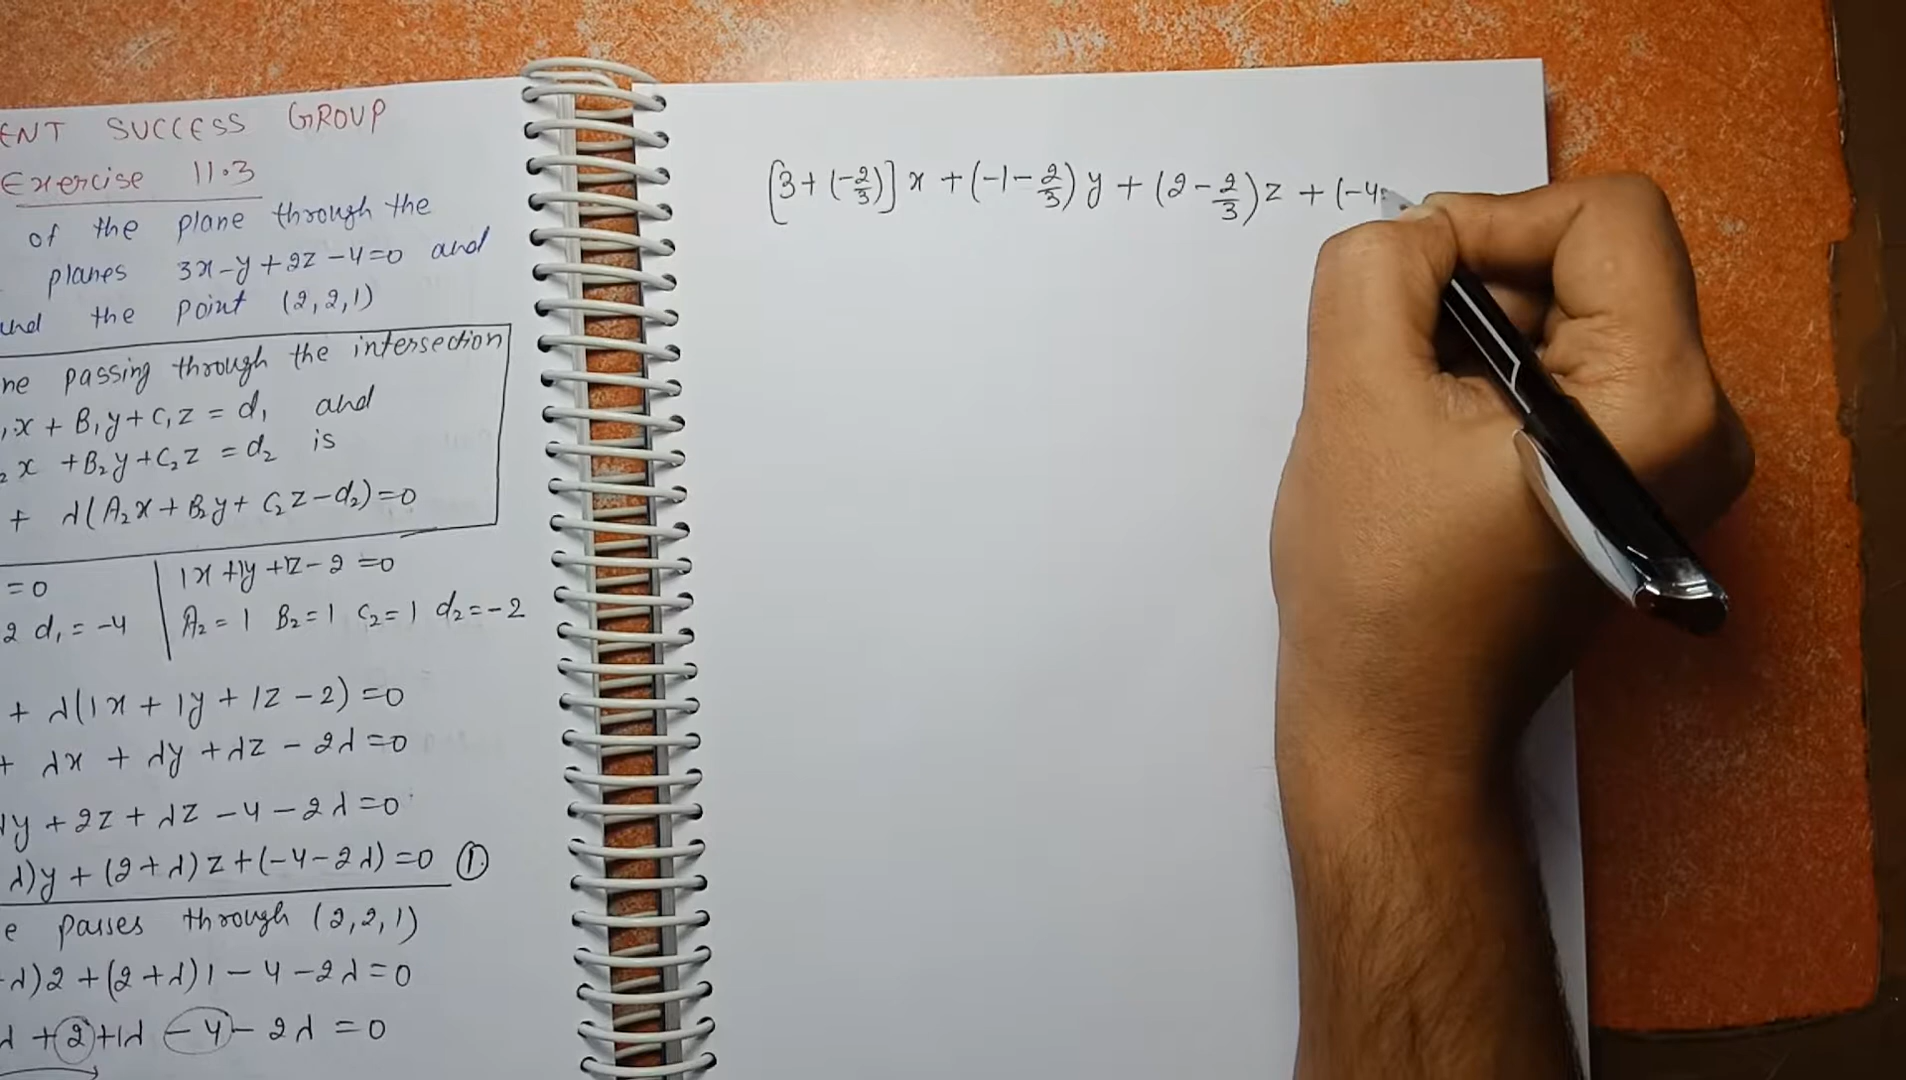 SUCCESS GROUP
Exercise 11.3
of the plane through the
planes 3x-y+2z-4=0 and
the point (2,2,1)
passing through the intersection
x + B₁y + C₁z = d₁ and
x + B₂y + C₂z = d₂ is
+ λ(A₂x + B₂y + C₂z - d₂) = 0
= 0
2 d₁ = -4
1x + 1y + 1z - 2 = 0
A₂ = 1 B₂ = 1 C₂ = 1 d₂ = -2
+ λ(1x + 1y + 1z - 2) = 0
+ λx + λy + λz - 2λ = 0
λy + 2z + λz - 4 - 2λ = 0
λ)y + (2+λ)z + (-4-2λ) = 0 ①
passes through (2,2,1)
λ)2 + (2+λ)1 - 4 - 2λ = 0
λ + 2 + 1λ - 4 - 2λ = 0
[3+(-2/3)]x + (-1-2/3)y + (2-2/3)z + (-4